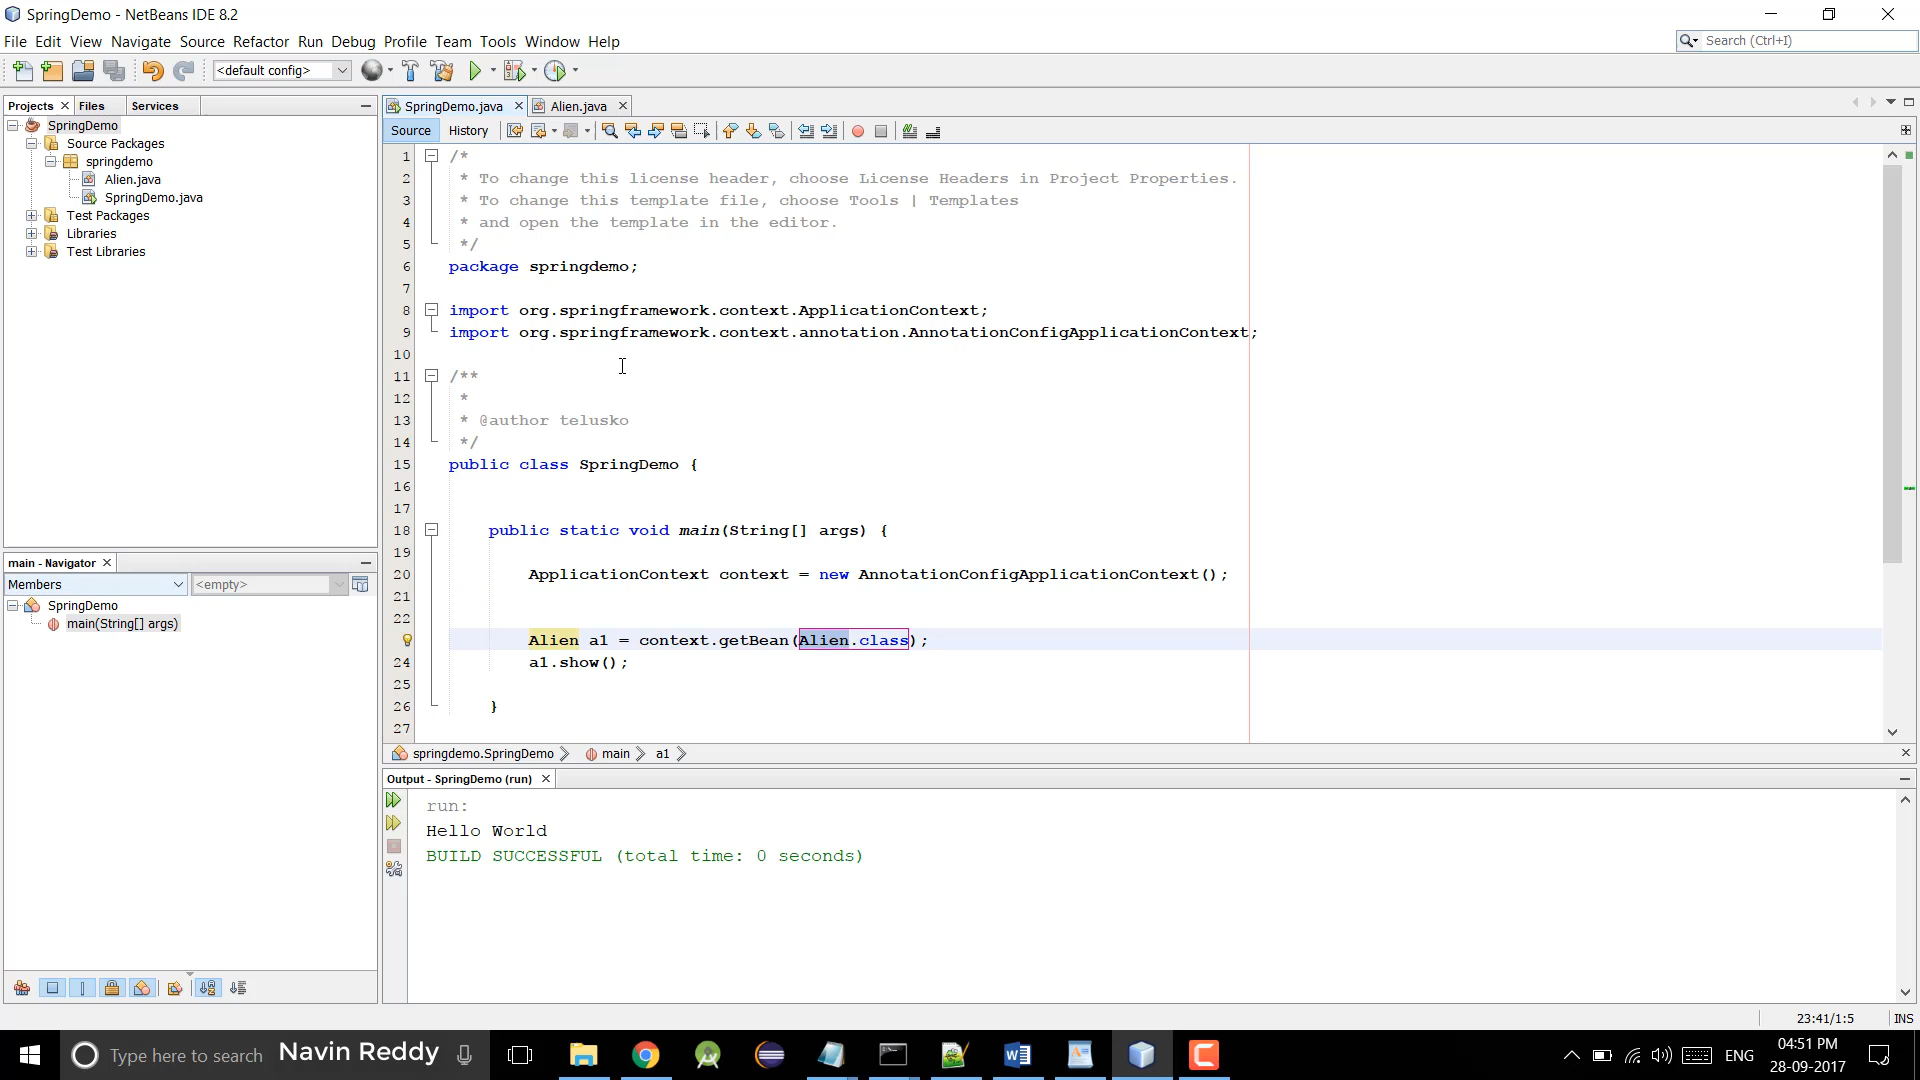 SpringDemo - NetBeans IDE 8.2
File Edit View Navigate Source Refactor Run Debug Profile Team Tools Window Help
Search (Ctrl+I)
<default config>
Projects Files Services
SpringDemo
Source Packages
springdemo
Alien.java
SpringDemo.java
Test Packages
Libraries
Test Libraries
main - Navigator
Members <empty>
SpringDemo
main(String[] args)
SpringDemo.java Alien.java
Source History
1 /*
2 * To change this license header, choose License Headers in Project Properties.
3 * To change this template file, choose Tools | Templates
4 * and open the template in the editor.
5 */
6 package springdemo;
7
8 import org.springframework.context.ApplicationContext;
9 import org.springframework.context.annotation.AnnotationConfigApplicationContext;
10
11 /**
12 *
13 * @author telusko
14 */
15 public class SpringDemo {
16
17
18 public static void main(String[] args) {
19
20 ApplicationContext context = new AnnotationConfigApplicationContext();
21
22
Alien a1 = context.getBean(Alien.class);
24 a1.show();
25
26 }
27
springdemo.SpringDemo main a1
Output - SpringDemo (run)
run:
Hello World
BUILD SUCCESSFUL (total time: 0 seconds)
23:41/1:5 INS
Type here to search Navin Reddy
ENG
04:51 PM
28-09-2017